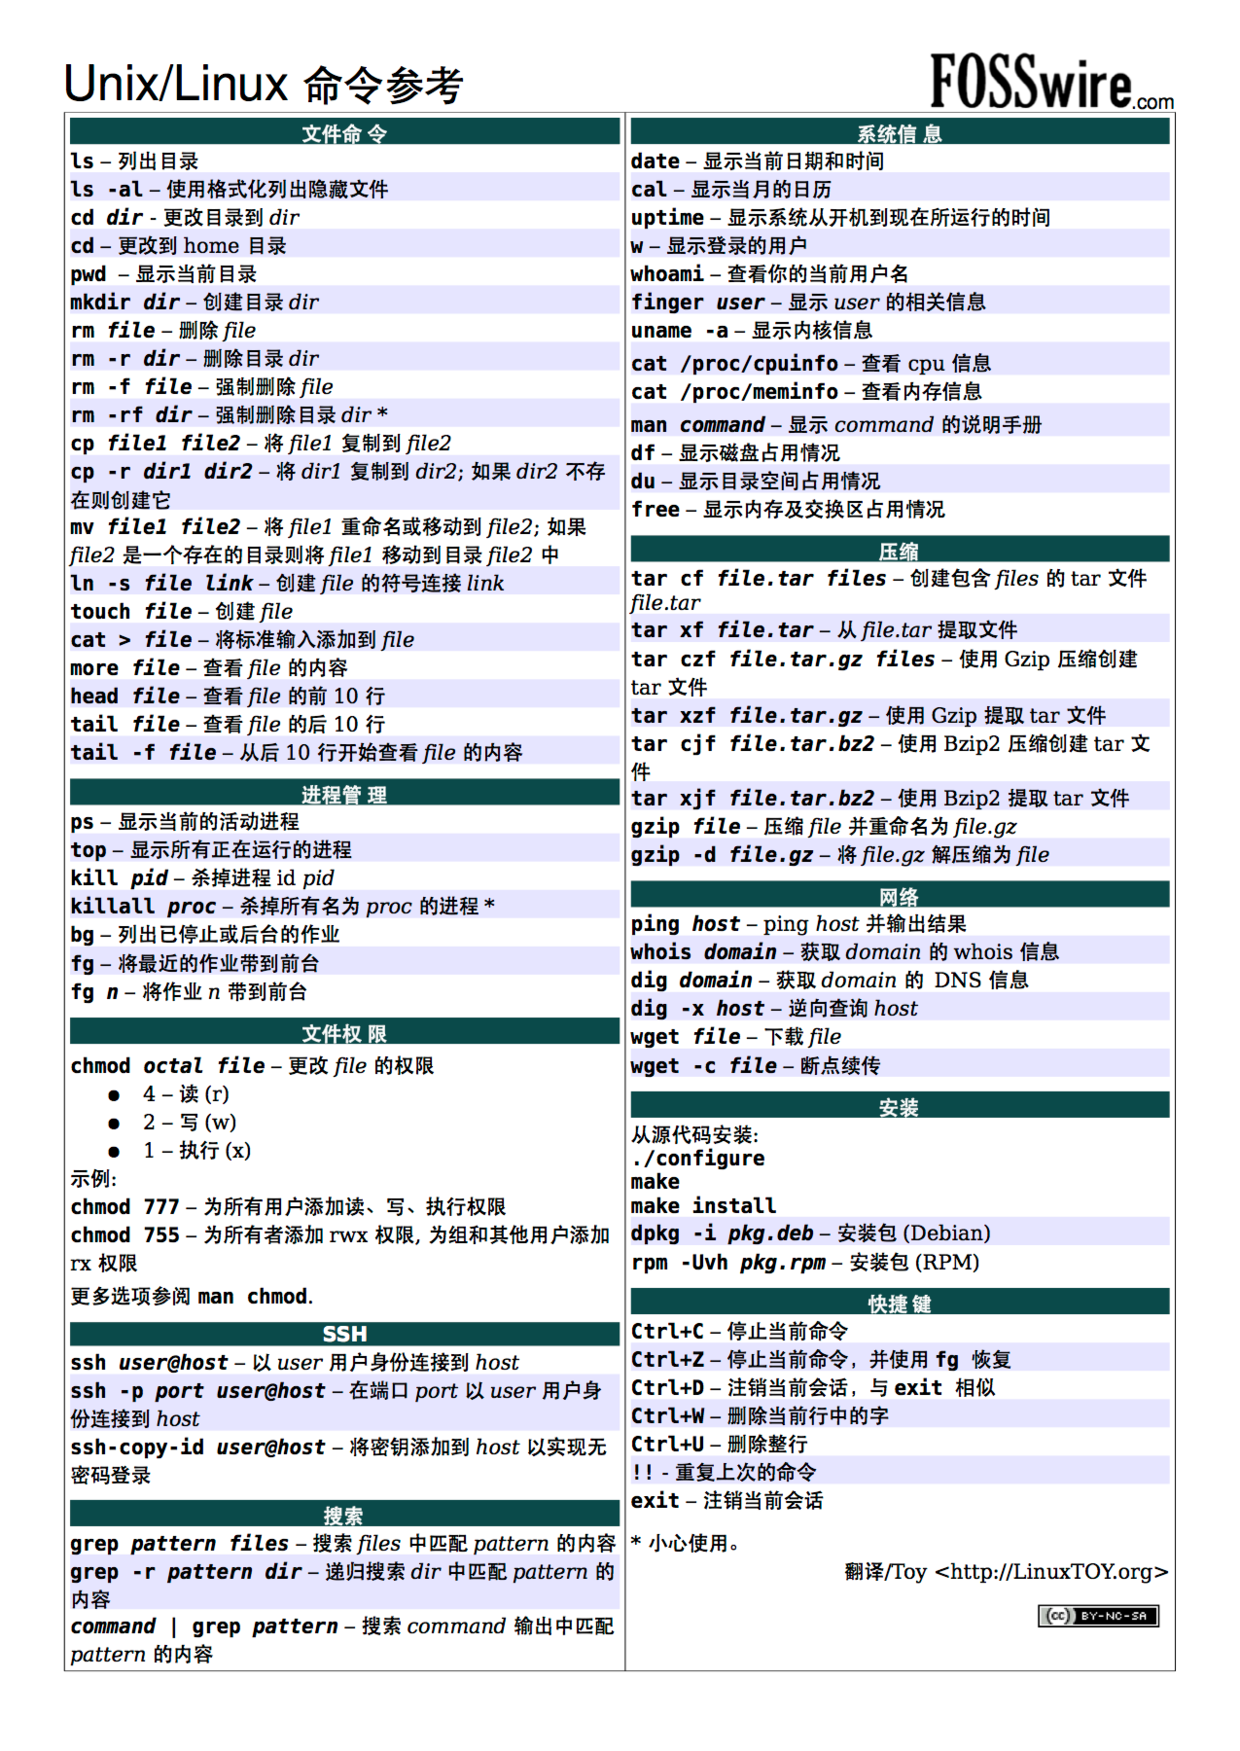 Unix/Linux 命令参考
FOSSwire.com
文件命 令
ls – 列出目录
ls -al – 使用格式化列出隐藏文件
cd dir - 更改目录到 dir
cd – 更改到 home 目录
pwd – 显示当前目录
mkdir dir – 创建目录 dir
rm file – 删除 file
rm -r dir – 删除目录 dir
rm -f file – 强制删除 file
rm -rf dir – 强制删除目录 dir *
cp file1 file2 – 将 file1 复制到 file2
cp -r dir1 dir2 – 将 dir1 复制到 dir2; 如果 dir2 不存
在则创建它
mv file1 file2 – 将 file1 重命名或移动到 file2; 如果
file2 是一个存在的目录则将 file1 移动到目录 file2 中
ln -s file link – 创建 file 的符号连接 link
touch file – 创建 file
cat > file – 将标准输入添加到 file
more file – 查看 file 的内容
head file – 查看 file 的前 10 行
tail file – 查看 file 的后 10 行
tail -f file – 从后 10 行开始查看 file 的内容
进程管 理
ps – 显示当前的活动进程
top – 显示所有正在运行的进程
kill pid – 杀掉进程 id pid
killall proc – 杀掉所有名为 proc 的进程 *
bg – 列出已停止或后台的作业
fg – 将最近的作业带到前台
fg n – 将作业 n 带到前台
文件权 限
chmod octal file – 更改 file 的权限
● 4 – 读 (r)
● 2 – 写 (w)
● 1 – 执行 (x)
示例:
chmod 777 – 为所有用户添加读、写、执行权限
chmod 755 – 为所有者添加 rwx 权限, 为组和其他用户添加
rx 权限
更多选项参阅 man chmod.
SSH
ssh user@host – 以 user 用户身份连接到 host
ssh -p port user@host – 在端口 port 以 user 用户身
份连接到 host
ssh-copy-id user@host – 将密钥添加到 host 以实现无
密码登录
搜索
grep pattern files – 搜索 files 中匹配 pattern 的内容
grep -r pattern dir – 递归搜索 dir 中匹配 pattern 的
内容
command | grep pattern – 搜索 command 输出中匹配
pattern 的内容
系统信 息
date – 显示当前日期和时间
cal – 显示当月的日历
uptime – 显示系统从开机到现在所运行的时间
w – 显示登录的用户
whoami – 查看你的当前用户名
finger user – 显示 user 的相关信息
uname -a – 显示内核信息
cat /proc/cpuinfo – 查看 cpu 信息
cat /proc/meminfo – 查看内存信息
man command – 显示 command 的说明手册
df – 显示磁盘占用情况
du – 显示目录空间占用情况
free – 显示内存及交换区占用情况
压缩
tar cf file.tar files – 创建包含 files 的 tar 文件
file.tar
tar xf file.tar – 从 file.tar 提取文件
tar czf file.tar.gz files – 使用 Gzip 压缩创建
tar 文件
tar xzf file.tar.gz – 使用 Gzip 提取 tar 文件
tar cjf file.tar.bz2 – 使用 Bzip2 压缩创建 tar 文
件
tar xjf file.tar.bz2 – 使用 Bzip2 提取 tar 文件
gzip file – 压缩 file 并重命名为 file.gz
gzip -d file.gz – 将 file.gz 解压缩为 file
网络
ping host – ping host 并输出结果
whois domain – 获取 domain 的 whois 信息
dig domain – 获取 domain 的 DNS 信息
dig -x host – 逆向查询 host
wget file – 下载 file
wget -c file – 断点续传
安装
从源代码安装:
./configure
make
make install
dpkg -i pkg.deb – 安装包 (Debian)
rpm -Uvh pkg.rpm – 安装包 (RPM)
快捷 键
Ctrl+C – 停止当前命令
Ctrl+Z – 停止当前命令，并使用 fg 恢复
Ctrl+D – 注销当前会话，与 exit 相似
Ctrl+W – 删除当前行中的字
Ctrl+U – 删除整行
!! - 重复上次的命令
exit – 注销当前会话
* 小心使用。
翻译/Toy <http://LinuxTOY.org>
(cc) BY-NC-SA